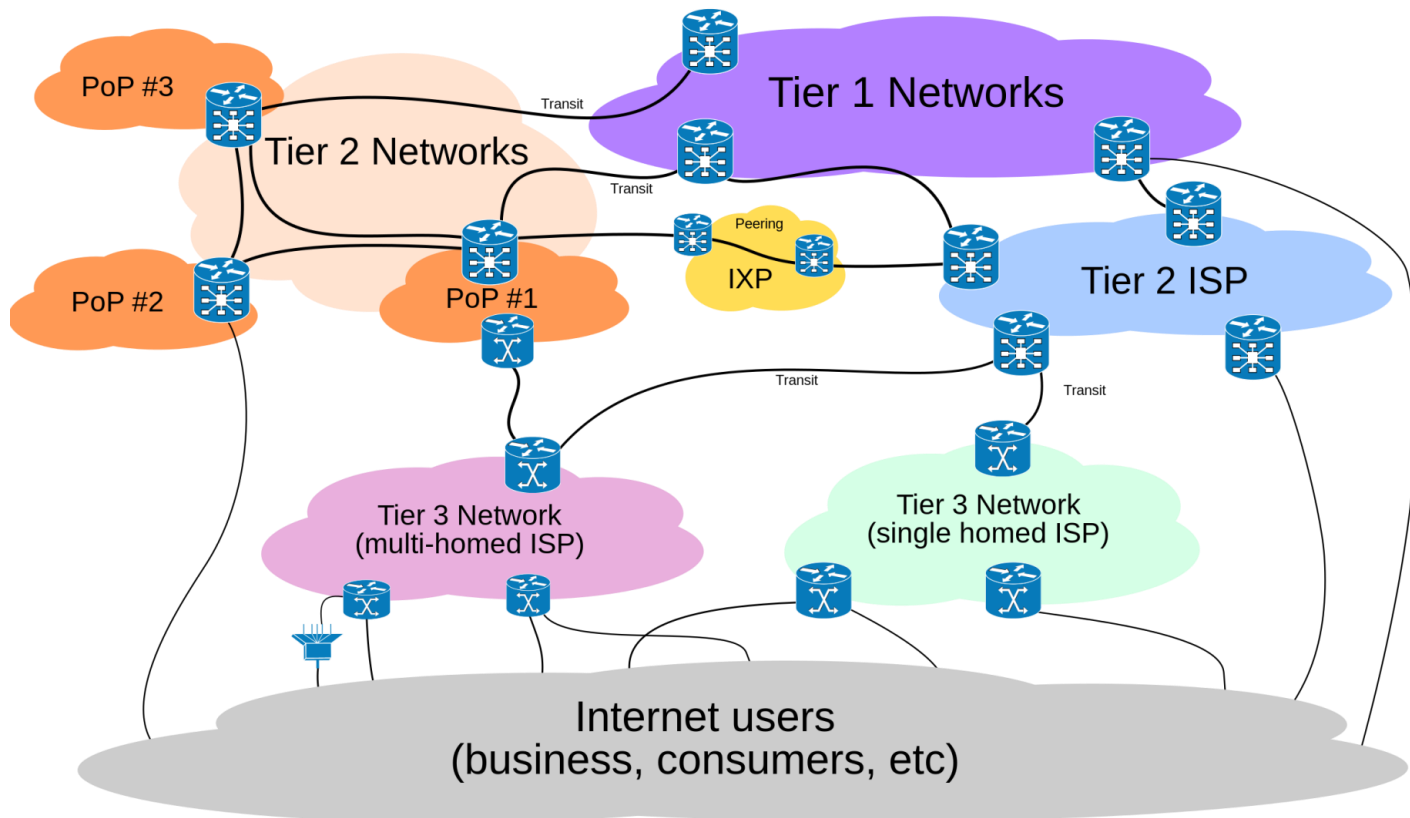 PoP #3
Transit
Tier 1 Networks
Tier 2 Networks
Transit
Peering
IXP
PoP #2
PoP #1
Tier 2 ISP
Transit
Transit
Tier 3 Network
(multi-homed ISP)
Tier 3 Network
(single homed ISP)
Internet users
(business, consumers, etc)